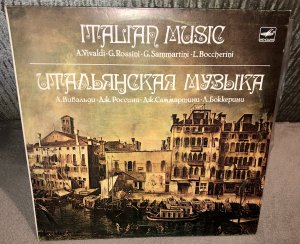 ITALIAN MUSIC
A.Vivaldi·G.Rossini·G.Sammartini·L.Boccherini
ИТАЛЬЯНСКАЯ МУЗЫКА
А.Вивальди·Дж.Россини·Дж.Саммартини·Л.Боккерини